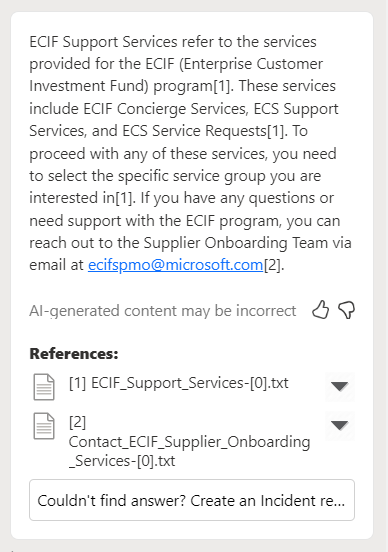 ECIF Support Services refer to the services
provided for the ECIF (Enterprise Customer
Investment Fund) program[1]. These services
include ECIF Concierge Services, ECS Support
Services, and ECS Service Requests[1]. To
proceed with any of these services, you need
to select the specific service group you are
interested in[1]. If you have any questions or
need support with the ECIF program, you can
reach out to the Supplier Onboarding Team via
email at ecifspmo@microsoft.com[2].
AI-generated content may be incorrect
References:
[1] ECIF_Support_Services-[0].txt
[2]
Contact_ECIF_Supplier_Onboarding
_Services-[0].txt
Couldn't find answer? Create an Incident re...